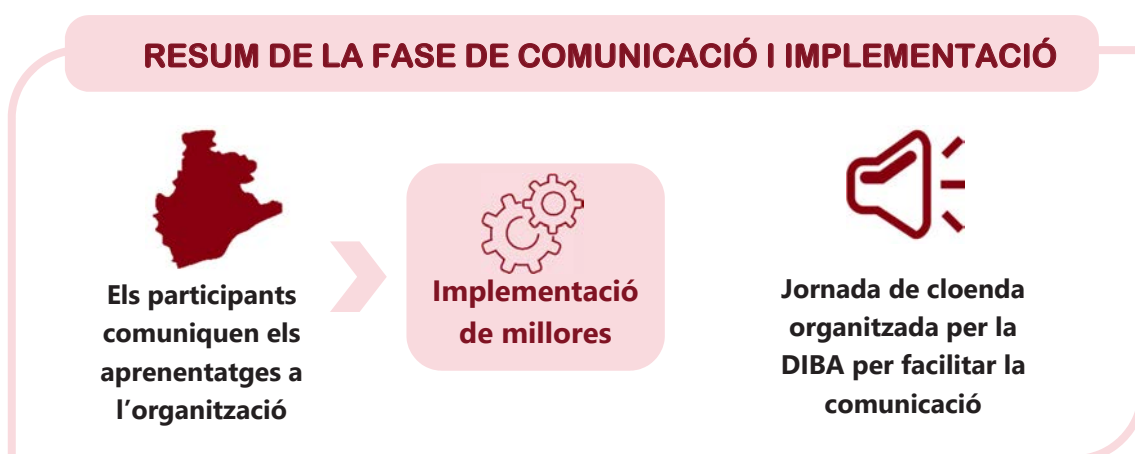 RESUM DE LA FASE DE COMUNICACIÓ I IMPLEMENTACIÓ
Els participants
comuniquen els
aprenentatges a
l’organització
Implementació
de millores
Jornada de cloenda
organitzada per la
DIBA per facilitar la
comunicació